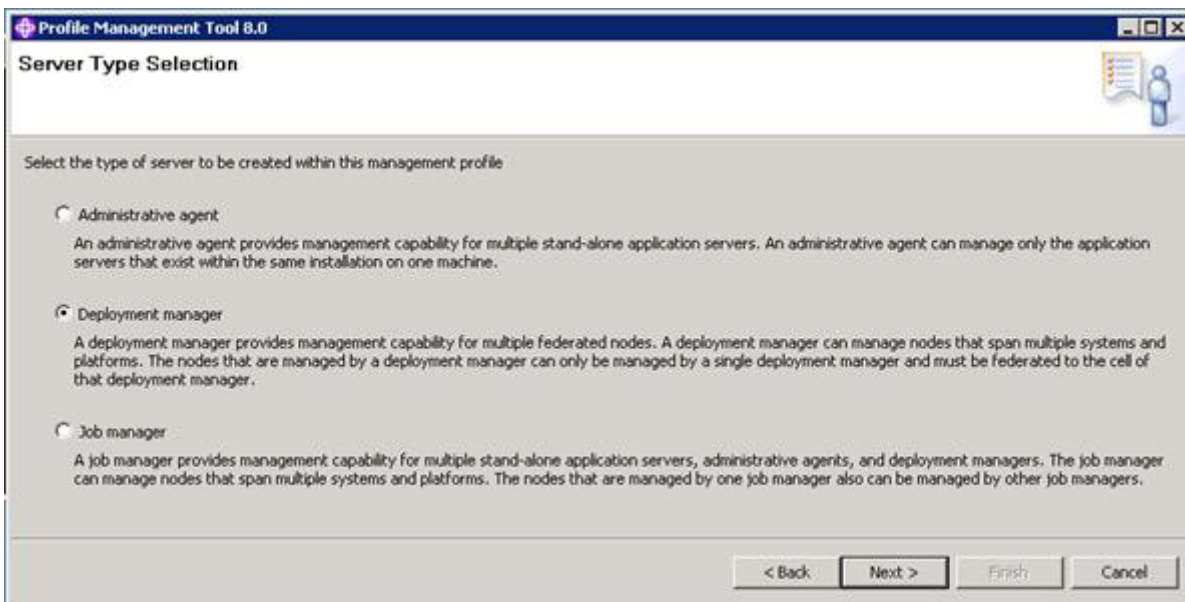 Profile Management Tool 8.0
Server Type Selection
Select the type of server to be created within this management profile
Administrative agent
An administrative agent provides management capability for multiple stand-alone application servers. An administrative agent can manage only the application
servers that exist within the same installation on one machine.
Deployment manager
A deployment manager provides management capability for multiple federated nodes. A deployment manager can manage nodes that span multiple systems and
platforms. The nodes that are managed by a deployment manager can only be managed by a single deployment manager and must be federated to the cell of
that deployment manager.
Job manager
A job manager provides management capability for multiple stand-alone application servers, administrative agents, and deployment managers. The job manager
can manage nodes that span multiple systems and platforms. The nodes that are managed by one job manager also can be managed by other job managers.
< Back Next > Finish Cancel